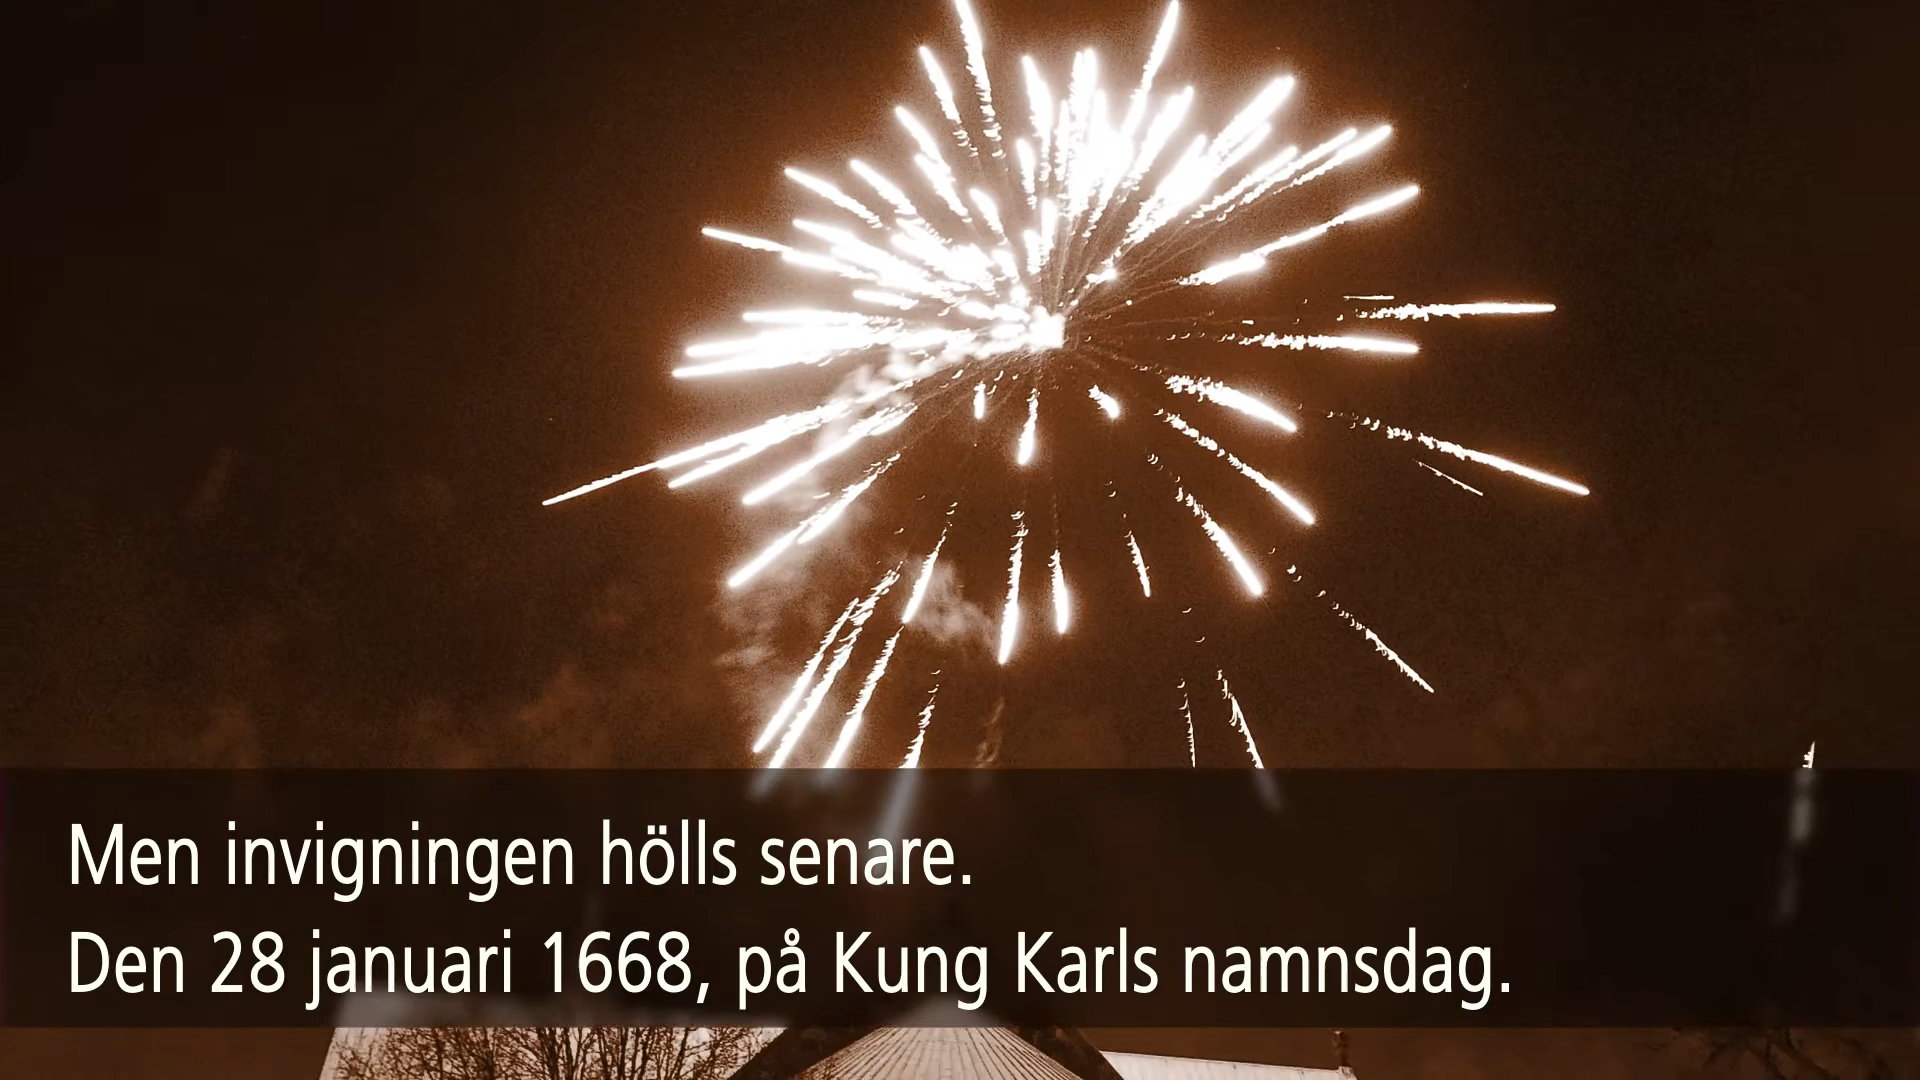 Men invigningen hölls senare.
Den 28 januari 1668, på Kung Karls namnsdag.